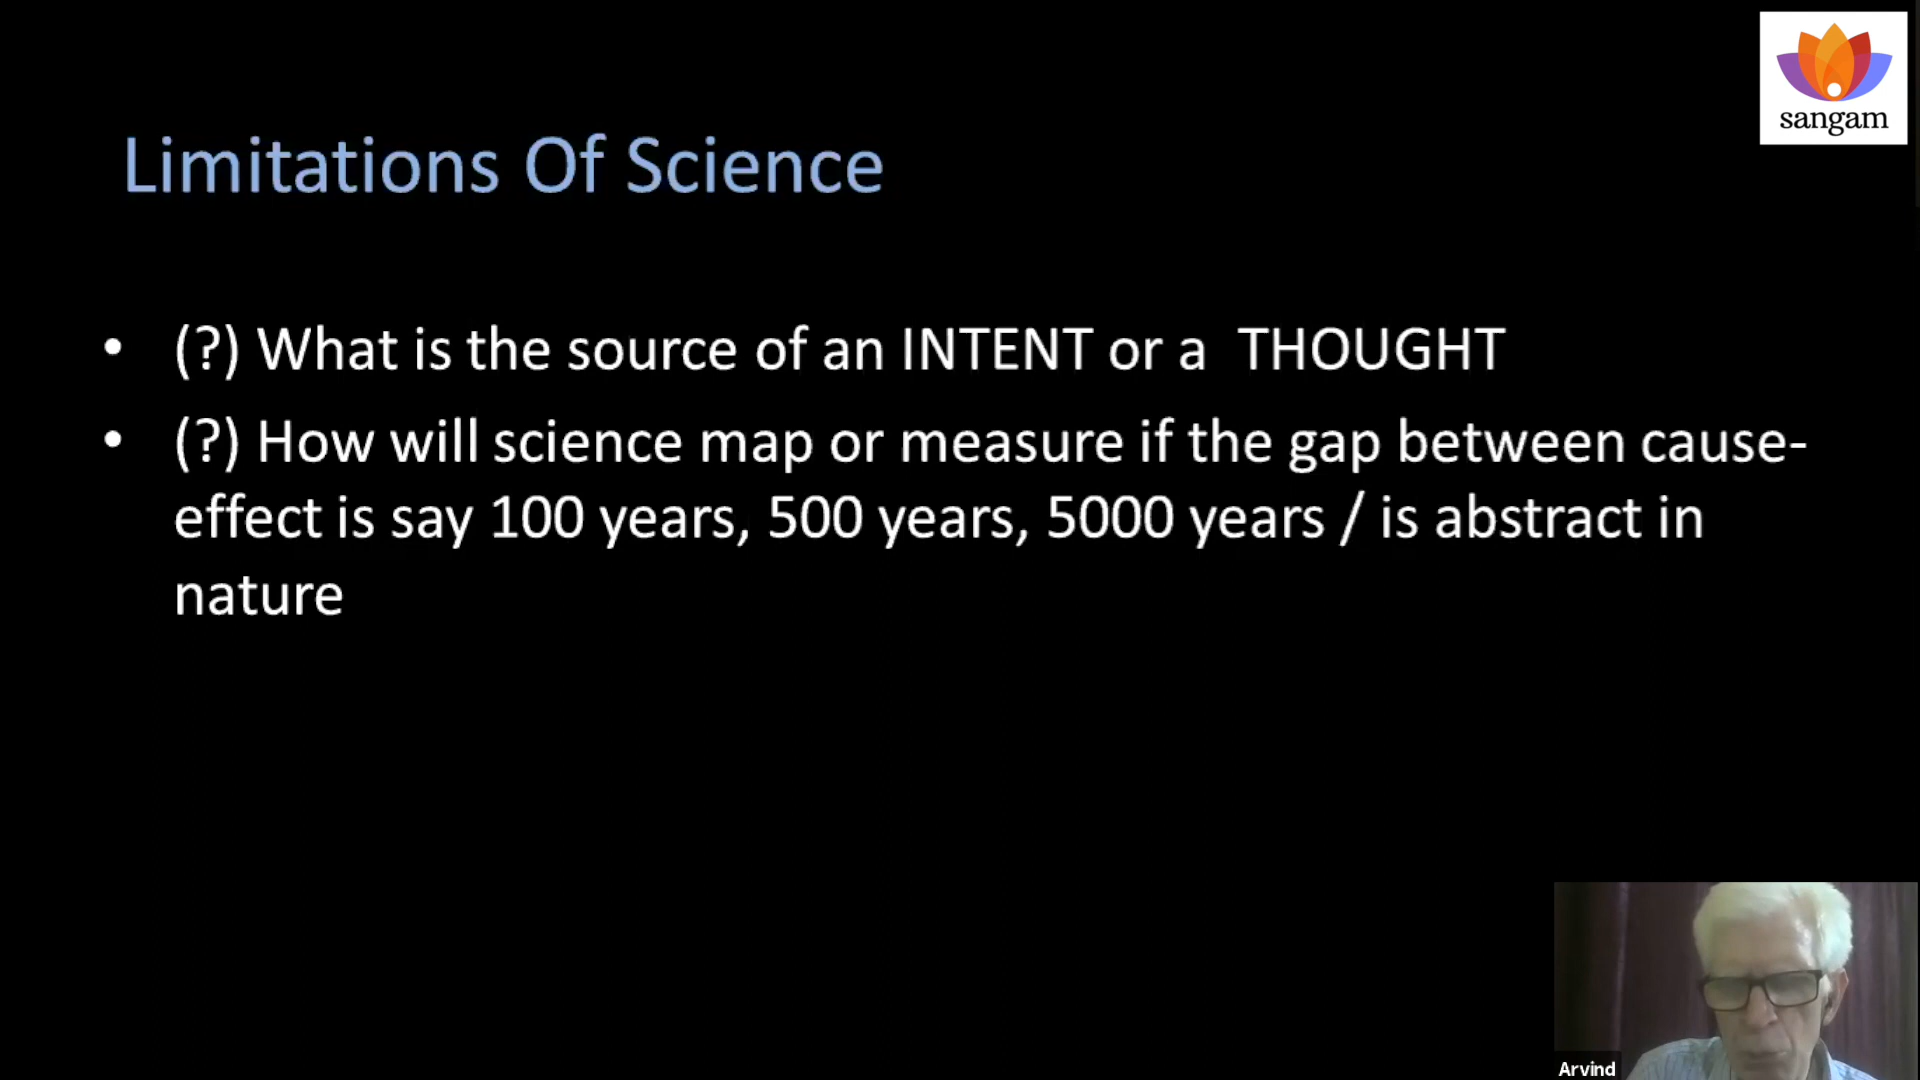 sangam
Limitations Of Science
• (?) What is the source of an INTENT or a THOUGHT
• (?) How will science map or measure if the gap between cause-
effect is say 100 years, 500 years, 5000 years / is abstract in
nature
Arvind